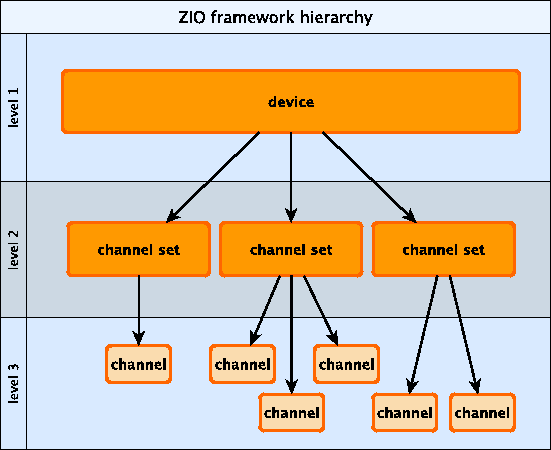 ZIO framework hierarchy
level 1
device
level 2
channel set
channel set
channel set
level 3
channel
channel
channel
channel
channel
channel